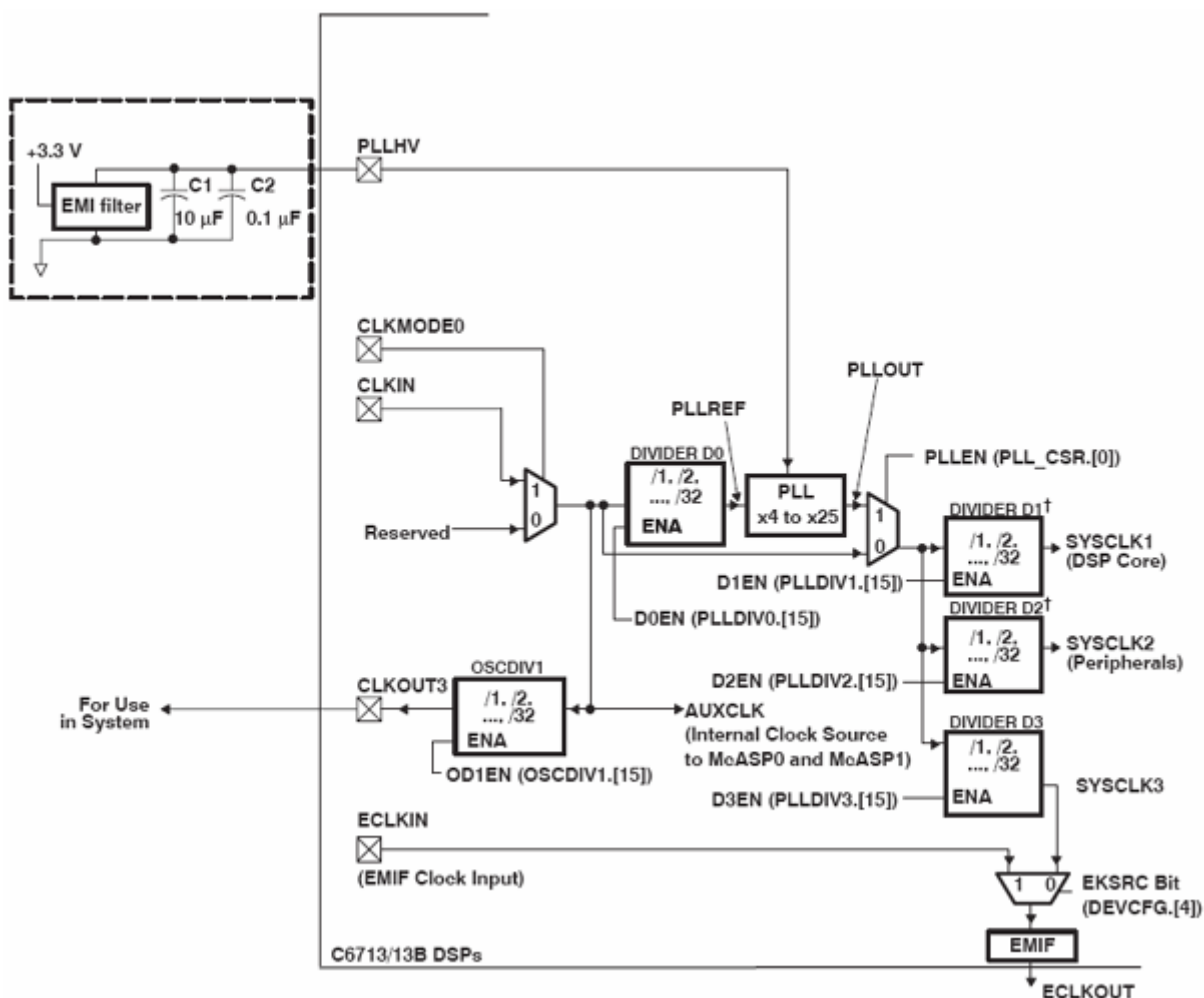 +3.3 V
EMI filter
C1
C2
10 µF
0.1 µF
PLLHV
CLKMODE0
CLKIN
PLLOUT
PLLREF
DIVIDER D0
/1, /2,
..., /32
ENA
PLL
x4 to x25
PLLEN (PLL_CSR.[0])
1
0
Reserved
1
0
DIVIDER D1†
/1, /2,
..., /32
ENA
SYSCLK1
(DSP Core)
D1EN (PLLDIV1.[15])
D0EN (PLLDIV0.[15])
DIVIDER D2†
/1, /2,
..., /32
ENA
SYSCLK2
(Peripherals)
D2EN (PLLDIV2.[15])
For Use
in System
CLKOUT3
OSCDIV1
/1, /2,
..., /32
ENA
OD1EN (OSCDIV1.[15])
AUXCLK
(Internal Clock Source
to McASP0 and McASP1)
DIVIDER D3
/1, /2,
..., /32
ENA
D3EN (PLLDIV3.[15])
SYSCLK3
ECLKIN
(EMIF Clock Input)
1 0
EKSRC Bit
(DEVCFG.[4])
EMIF
C6713/13B DSPs
ECLKOUT